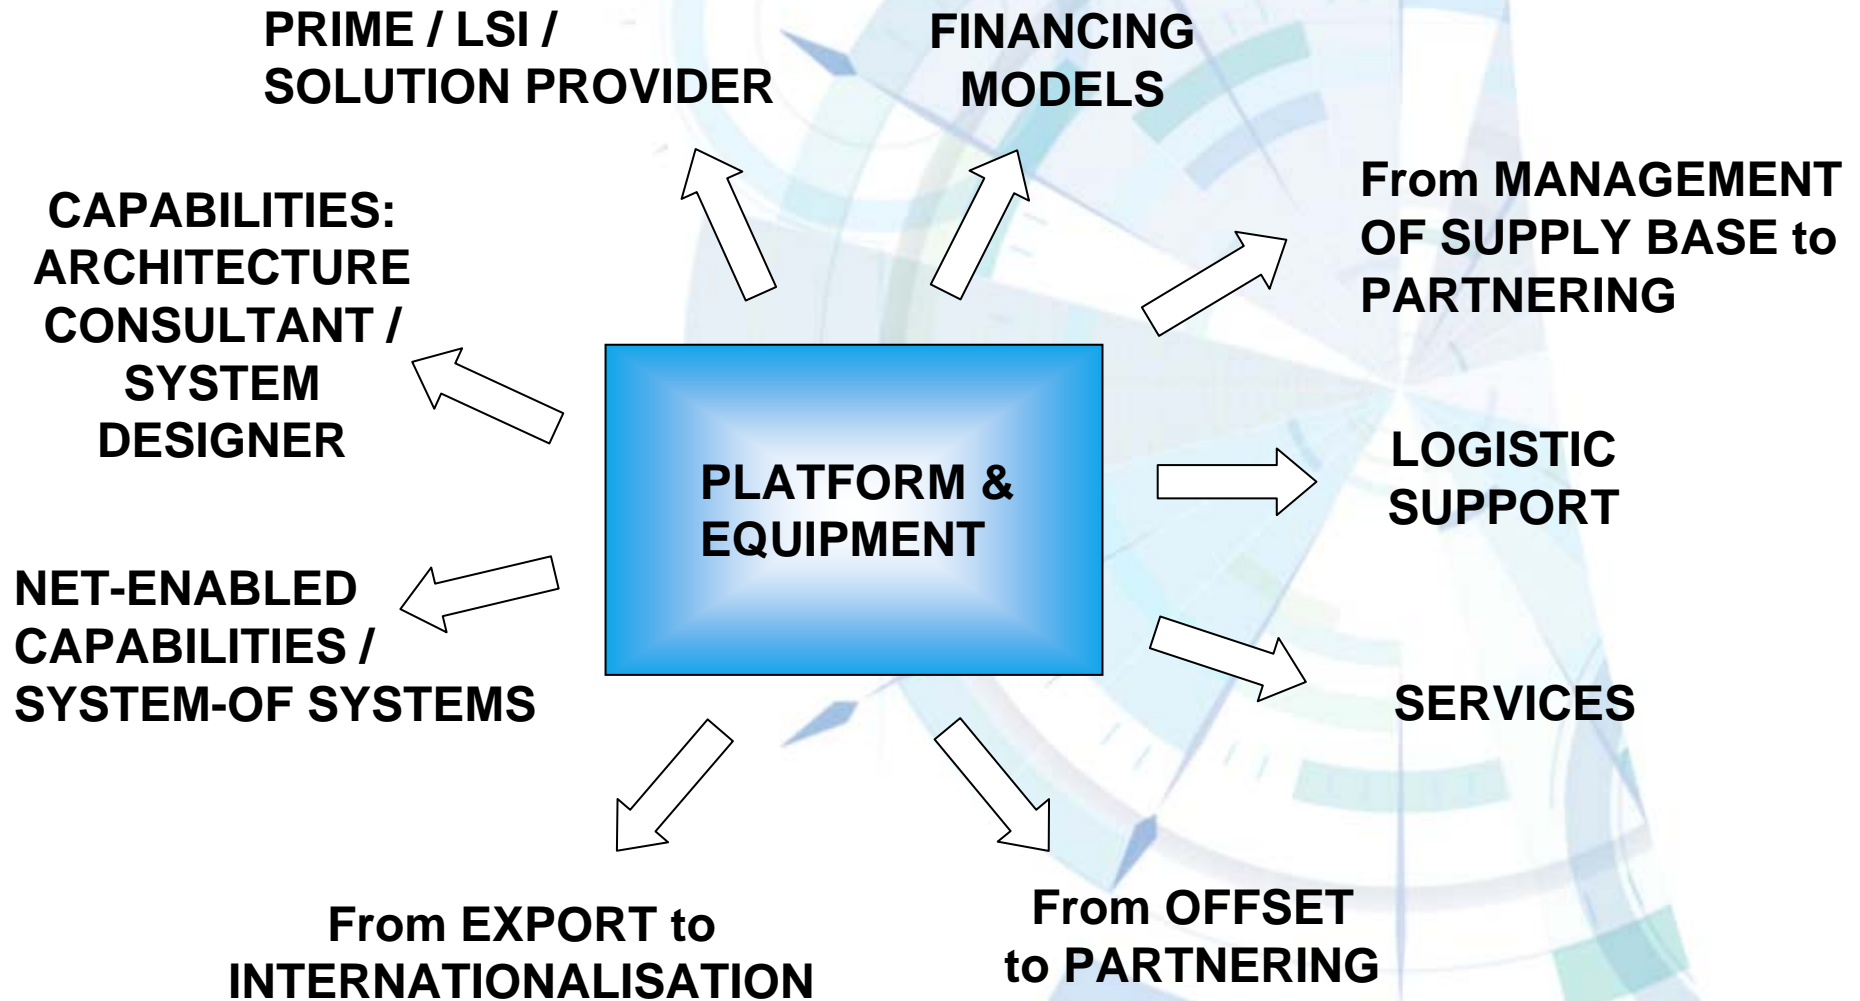 PRIME / LSI /
SOLUTION PROVIDER
FINANCING
MODELS
From MANAGEMENT
OF SUPPLY BASE to
PARTNERING
CAPABILITIES:
ARCHITECTURE
CONSULTANT /
SYSTEM
DESIGNER
PLATFORM &
EQUIPMENT
LOGISTIC
SUPPORT
NET-ENABLED
CAPABILITIES /
SYSTEM-OF SYSTEMS
SERVICES
From EXPORT to
INTERNATIONALISATION
From OFFSET
to PARTNERING